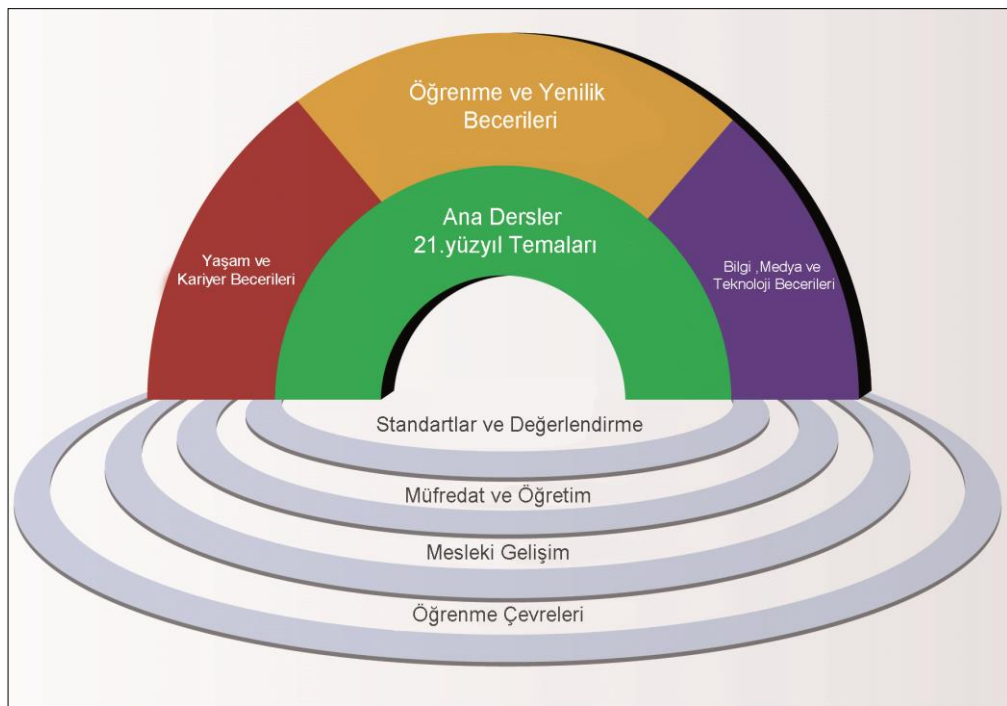 Öğrenme ve Yenilik
Becerileri
Ana Dersler
21.yüzyıl Temaları
Yaşam ve
Kariyer Becerileri
Bilgi ,Medya ve
Teknoloji Becerileri
Standartlar ve Değerlendirme
Müfredat ve Öğretim
Mesleki Gelişim
Öğrenme Çevreleri